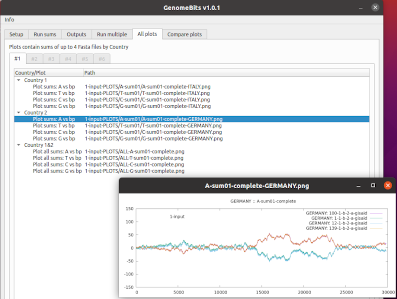 GenomeBits v1.0.1
Info
Setup Run sums Outputs Run multiple All plots Compare plots
Plots contain sums of up to 4 Fasta files by Country
#1 #2 #3 #4 #5 #6
Country/Plot Path
Country 1
Plot sums: A vs bp 1-input-PLOTS/A-sum01/A-sum01-complete-ITALY.png
Plot sums: T vs bp 1-input-PLOTS/T-sum01/T-sum01-complete-ITALY.png
Plot sums: C vs bp 1-input-PLOTS/C-sum01/C-sum01-complete-ITALY.png
Plot sums: G vs bp 1-input-PLOTS/G-sum01/G-sum01-complete-ITALY.png
Country 2
Plot sums: A vs bp 1-input-PLOTS/A-sum01/A-sum01-complete-GERMANY.png
Plot sums: T vs bp 1-input-PLOTS/T-sum01/T-sum01-complete-GERMANY.png
Plot sums: C vs bp 1-input-PLOTS/C-sum01/C-sum01-complete-GERMANY.png
Plot sums: G vs bp 1-input-PLOTS/G-sum01/G-sum01-complete-GERMANY.png
Country 1&2
Plot all sums: A vs bp 1-input-PLOTS/ALL-A-sum01-complete.png
Plot all sums: T vs bp 1-input-PLOTS/ALL-T-sum01-complete.png
Plot all sums: C vs bp 1-input-PLOTS/ALL-C-sum01-complete.png
Plot all sums: G vs bp 1-input-PLOTS/ALL-G-sum01-complete.png
A-sum01-complete-GERMANY.png
GERMANY :: A-sum01-complete
150
100
50
0
-50
-100
-150
1-input
GERMANY: 100-1-b-2-a-gisaid
GERMANY: 1-1-b-2-a-gisaid
GERMANY: 12-1-b-2-a-gisaid
GERMANY: 139-1-b-2-a-gisaid
0 5000 10000 15000 20000 25000 30000